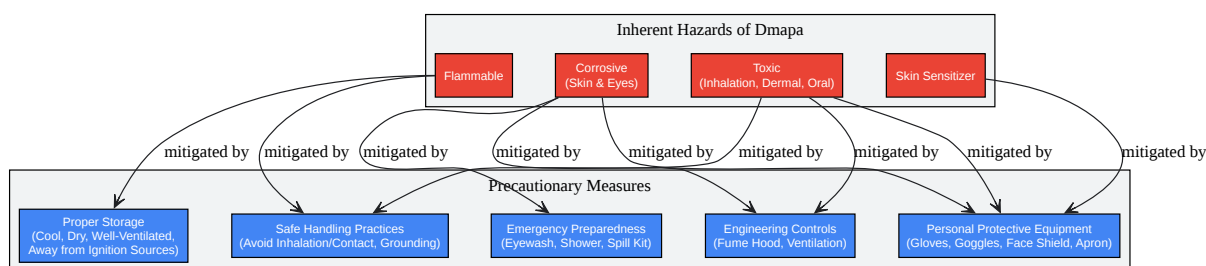 Inherent Hazards of Dmapa
Flammable
Corrosive
(Skin & Eyes)
Toxic
(Inhalation, Dermal, Oral)
Skin Sensitizer
mitigated by
mitigated by
mitigated by
mitigated by
mitigated by
mitigated by
mitigated by
mitigated by
Precautionary Measures
Proper Storage
(Cool, Dry, Well-Ventilated,
Away from Ignition Sources)
Safe Handling Practices
(Avoid Inhalation/Contact, Grounding)
Emergency Preparedness
(Eyewash, Shower, Spill Kit)
Engineering Controls
(Fume Hood, Ventilation)
Personal Protective Equipment
(Gloves, Goggles, Face Shield, Apron)